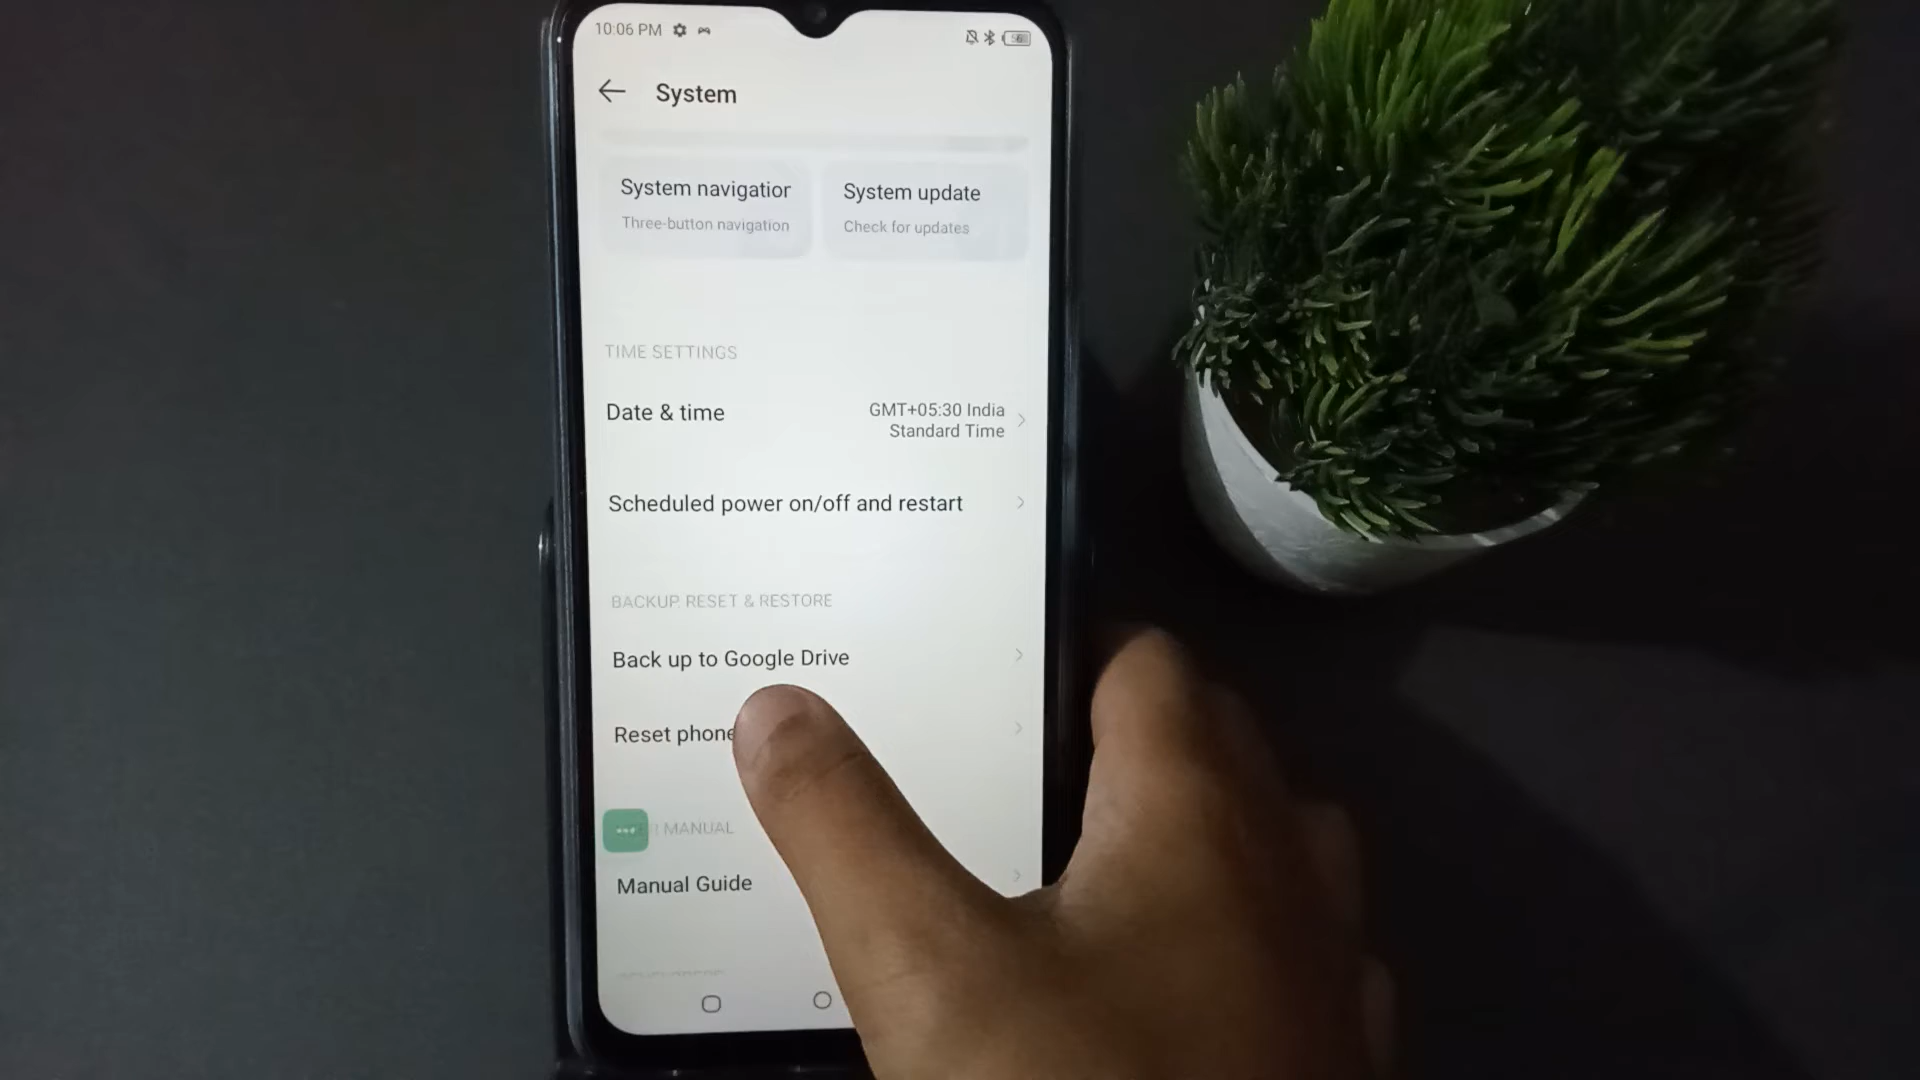 10:06 PM
System
System navigation
Three-button navigation
System update
Check for updates
TIME SETTINGS
Date & time
GMT+05:30 India
Standard Time
Scheduled power on/off and restart
BACKUP, RESET & RESTORE
Back up to Google Drive
Reset phone
MANUAL
Manual Guide